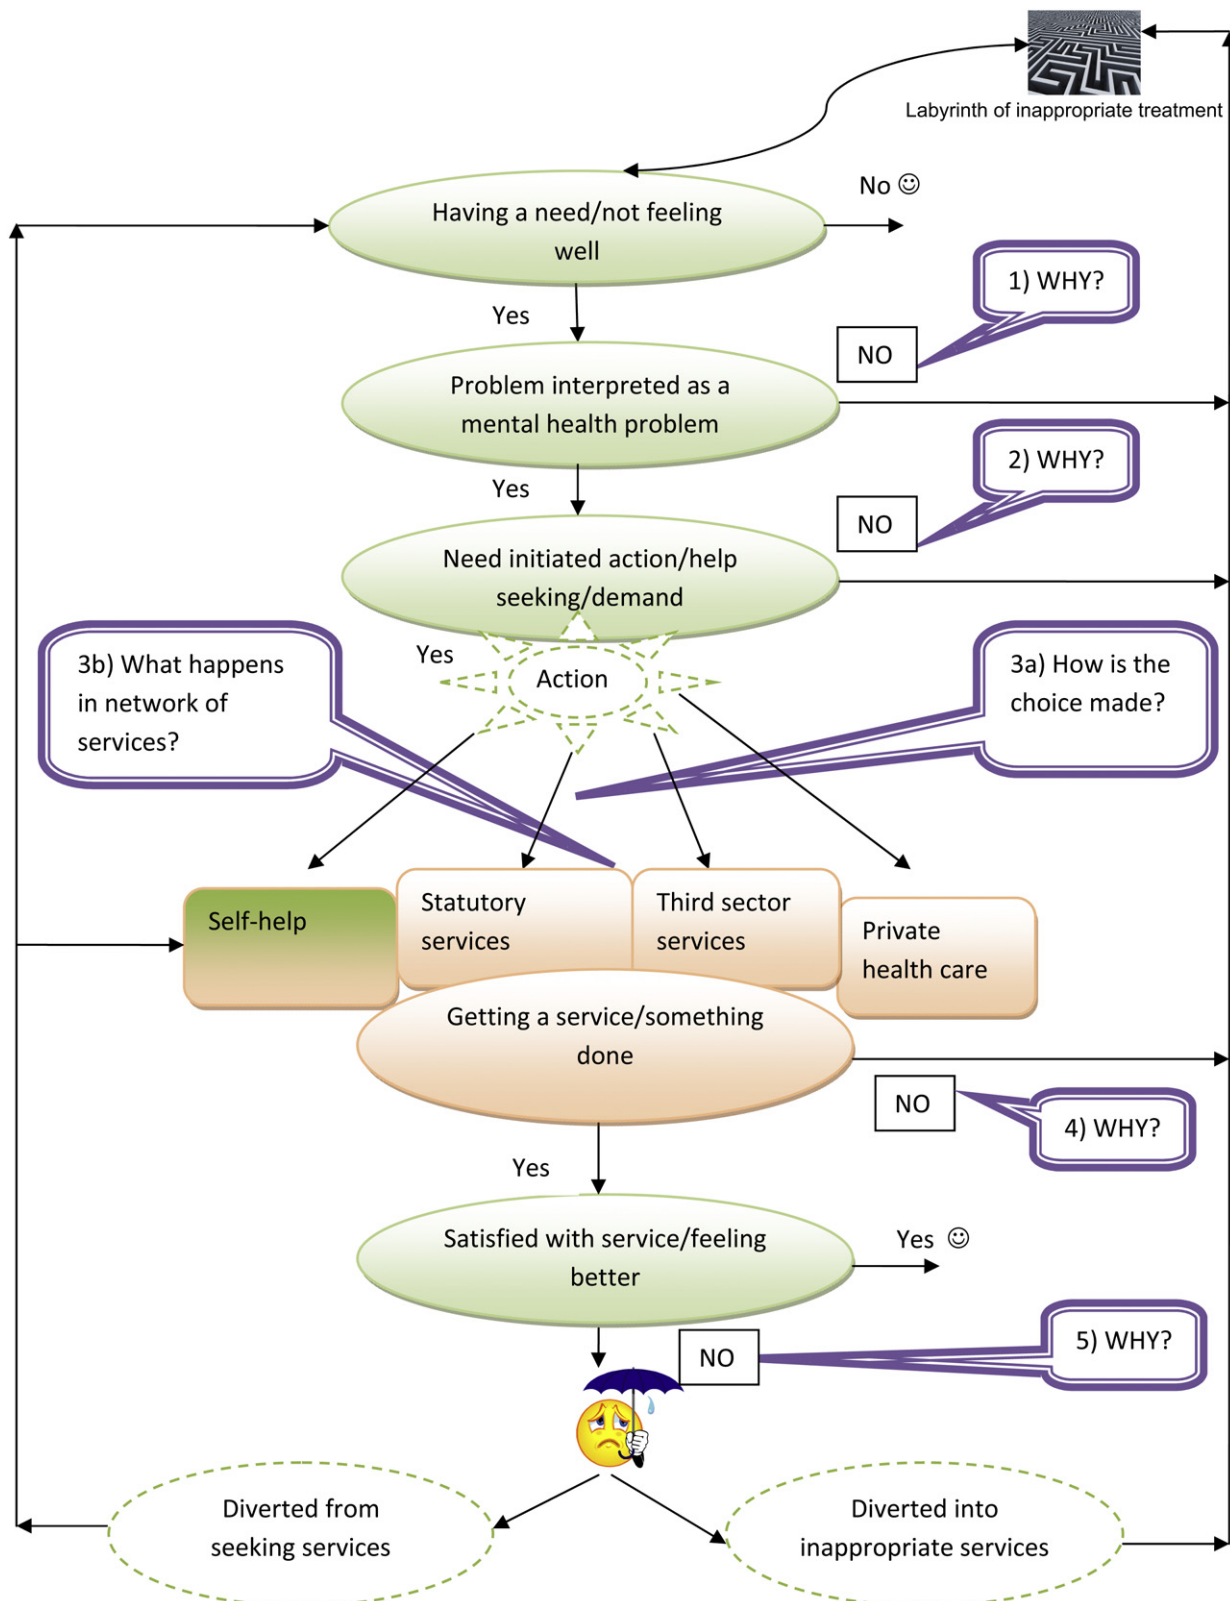 Labyrinth of inappropriate treatment
No ☺
Having a need/not feeling
well
1) WHY?
Yes
NO
Problem interpreted as a
mental health problem
2) WHY?
Yes
NO
Need initiated action/help
seeking/demand
Yes
3b) What happens
in network of
services?
Action
3a) How is the
choice made?
Self-help
Statutory
services
Third sector
services
Private
health care
Getting a service/something
done
NO
4) WHY?
Yes
Satisfied with service/feeling
better
Yes ☺
NO
5) WHY?
Diverted from
seeking services
Diverted into
inappropriate services